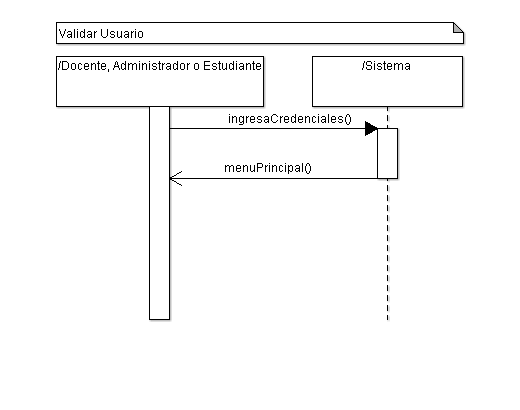 Validar Usuario
/Docente, Administrador o Estudiante
/Sistema
ingresaCredenciales()
menuPrincipal()